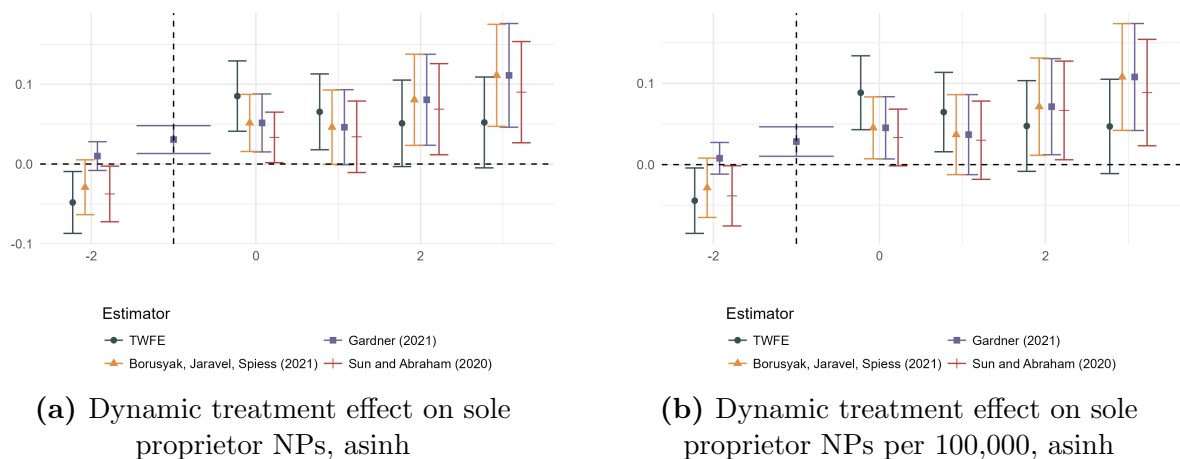 0.1
0.0
-0.1
-2
0
2
Estimator
TWFE
Gardner (2021)
Borusyak, Jaravel, Spiess (2021)
Sun and Abraham (2020)
(a) Dynamic treatment effect on sole
proprietor NPs, asinh
0.1
0.0
-2
0
2
Estimator
TWFE
Gardner (2021)
Borusyak, Jaravel, Spiess (2021)
Sun and Abraham (2020)
(b) Dynamic treatment effect on sole
proprietor NPs per 100,000, asinh